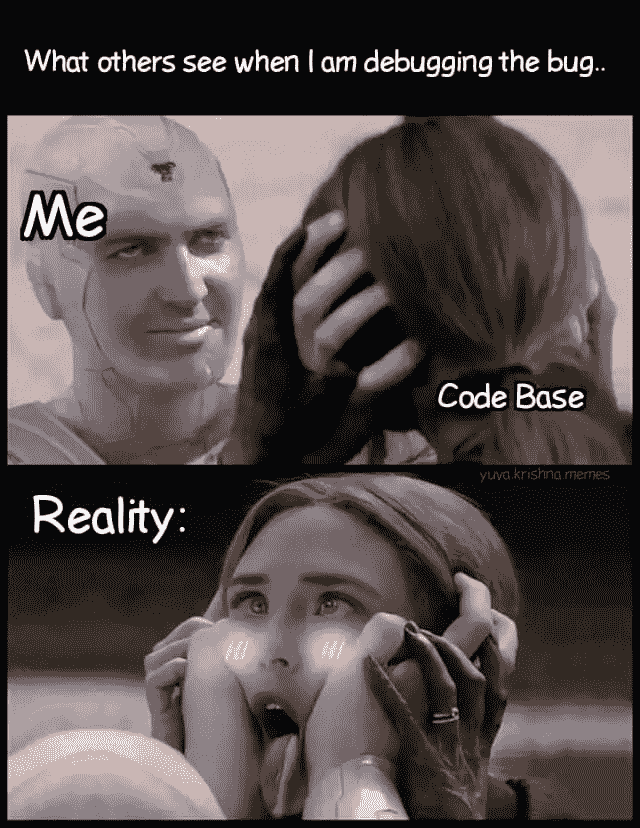 What others see when I am debugging the bug..
Me
Code Base
yuva krishna memes
Reality: